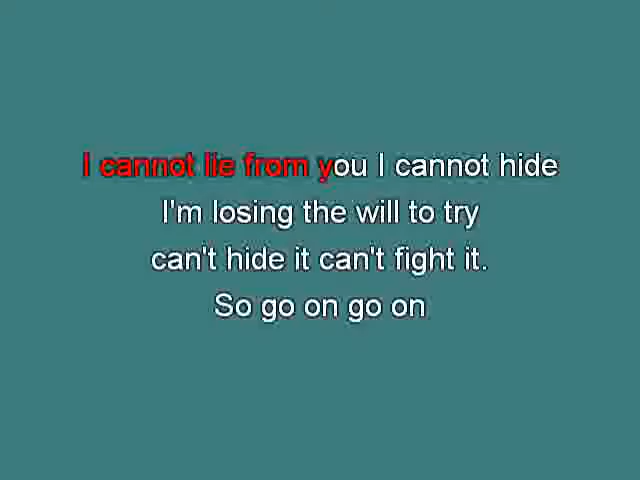 I cannot lie from you I cannot hide
I'm losing the will to try
can't hide it can't fight it.
So go on go on